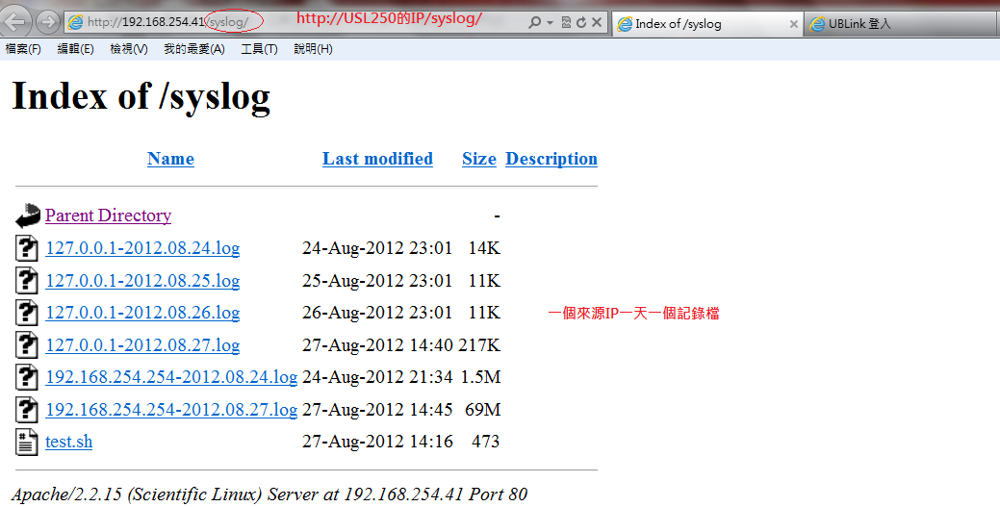 http://192.168.254.41/syslog/ http://USL250的IP/syslog/ Index of /syslog UBLink 登入
檔案(F) 編輯(E) 檢視(V) 我的最愛(A) 工具(T) 說明(H)
Index of /syslog
Name Last modified Size Description
Parent Directory -
127.0.0.1-2012.08.24.log 24-Aug-2012 23:01 14K
127.0.0.1-2012.08.25.log 25-Aug-2012 23:01 11K
127.0.0.1-2012.08.26.log 26-Aug-2012 23:01 11K 一個來源IP一天一個記錄檔
127.0.0.1-2012.08.27.log 27-Aug-2012 14:40 217K
192.168.254.254-2012.08.24.log 24-Aug-2012 21:34 1.5M
192.168.254.254-2012.08.27.log 27-Aug-2012 14:45 69M
test.sh 27-Aug-2012 14:16 473
Apache/2.2.15 (Scientific Linux) Server at 192.168.254.41 Port 80